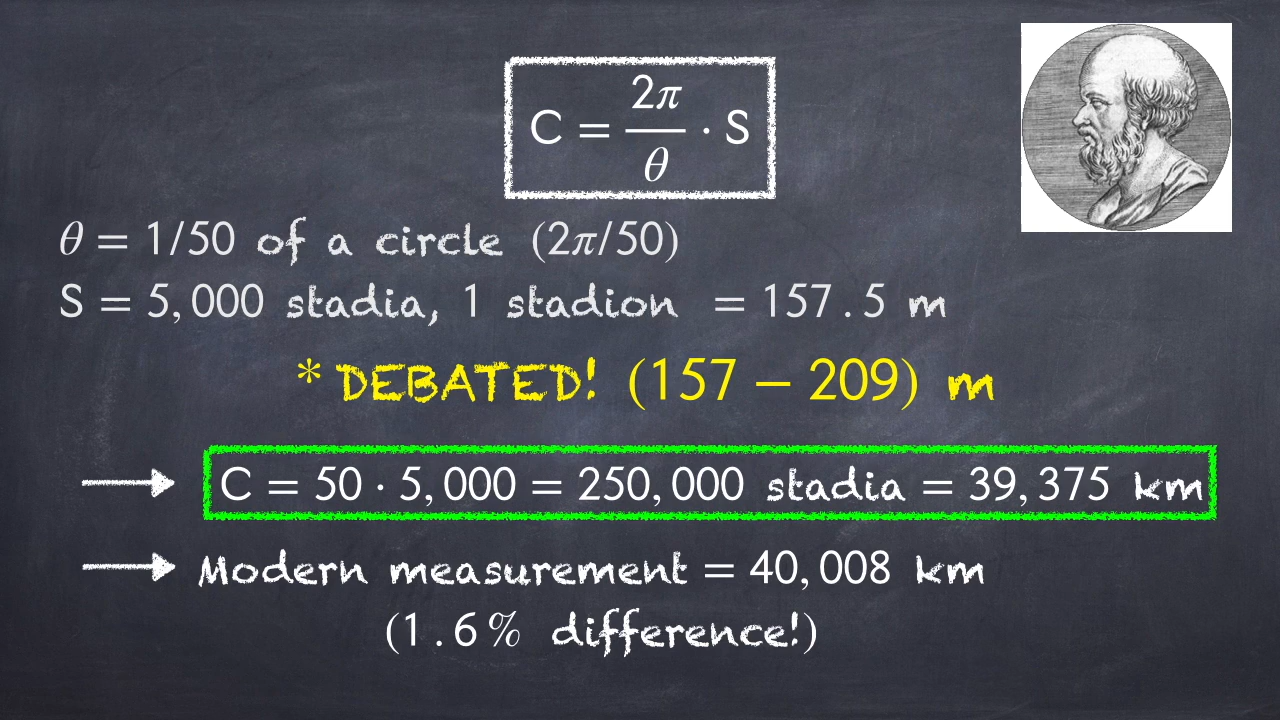 C = 2π/θ · S
θ = 1/50 of a circle (2π/50)
S = 5,000 stadia, 1 stadion = 157.5 m
* DEBATED! (157 – 209) m
→ C = 50 · 5,000 = 250,000 stadia = 39,375 km
→ Modern measurement = 40,008 km
(1.6% difference!)